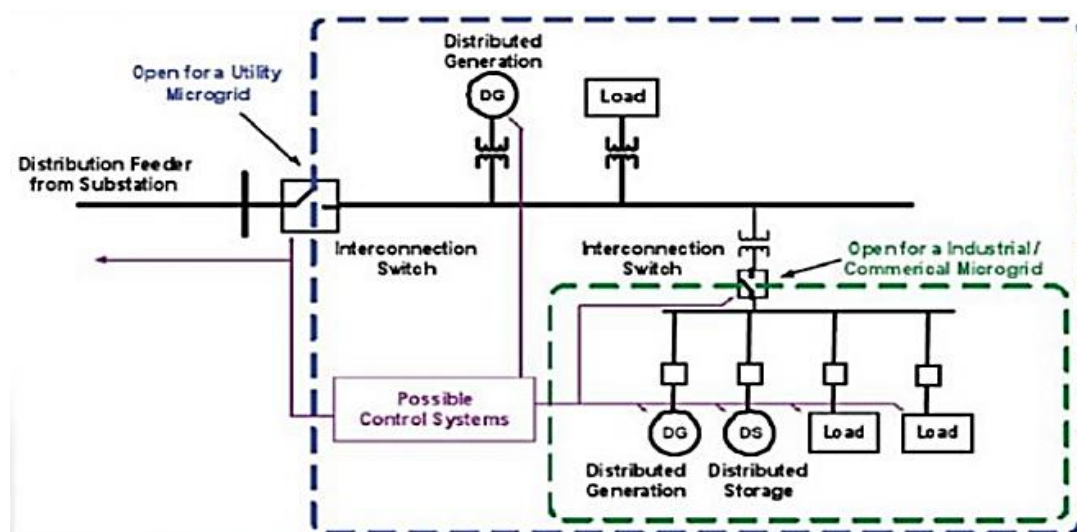 Distributed
Generation
DG
Load
Open for a Utility
Microgrid
Distribution Feeder
from Substation
Interconnection
Switch
Interconnection
Switch
Open for a Industrial/
Commerical Microgrid
Possible
Control Systems
DG
DS
Load
Load
Distributed
Generation
Distributed
Storage